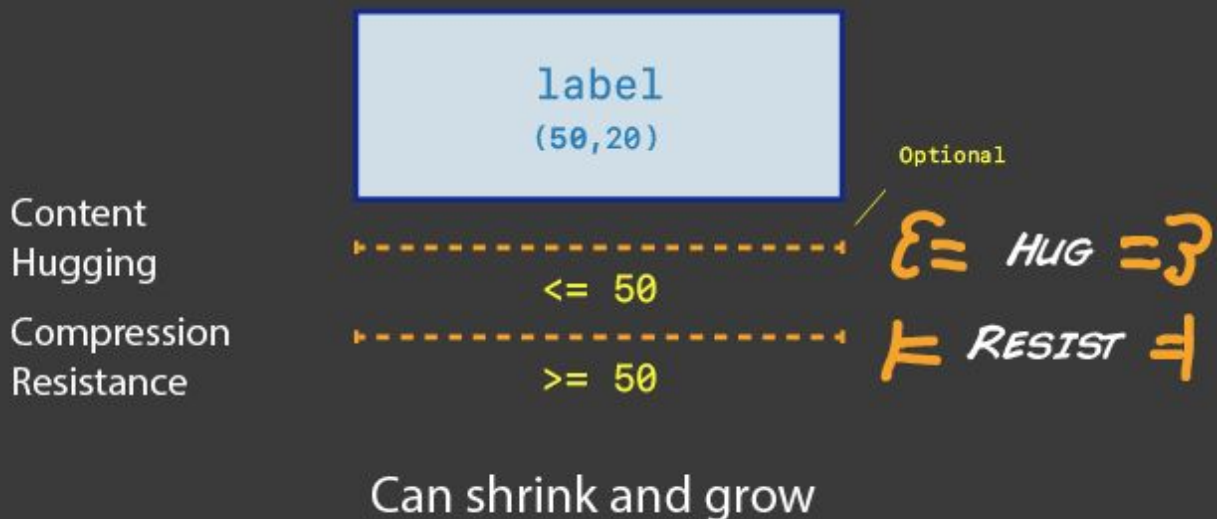 label
(50,20)
Optional
Content
Hugging
<= 50
HUG
Compression
Resistance
>= 50
RESIST
Can shrink and grow